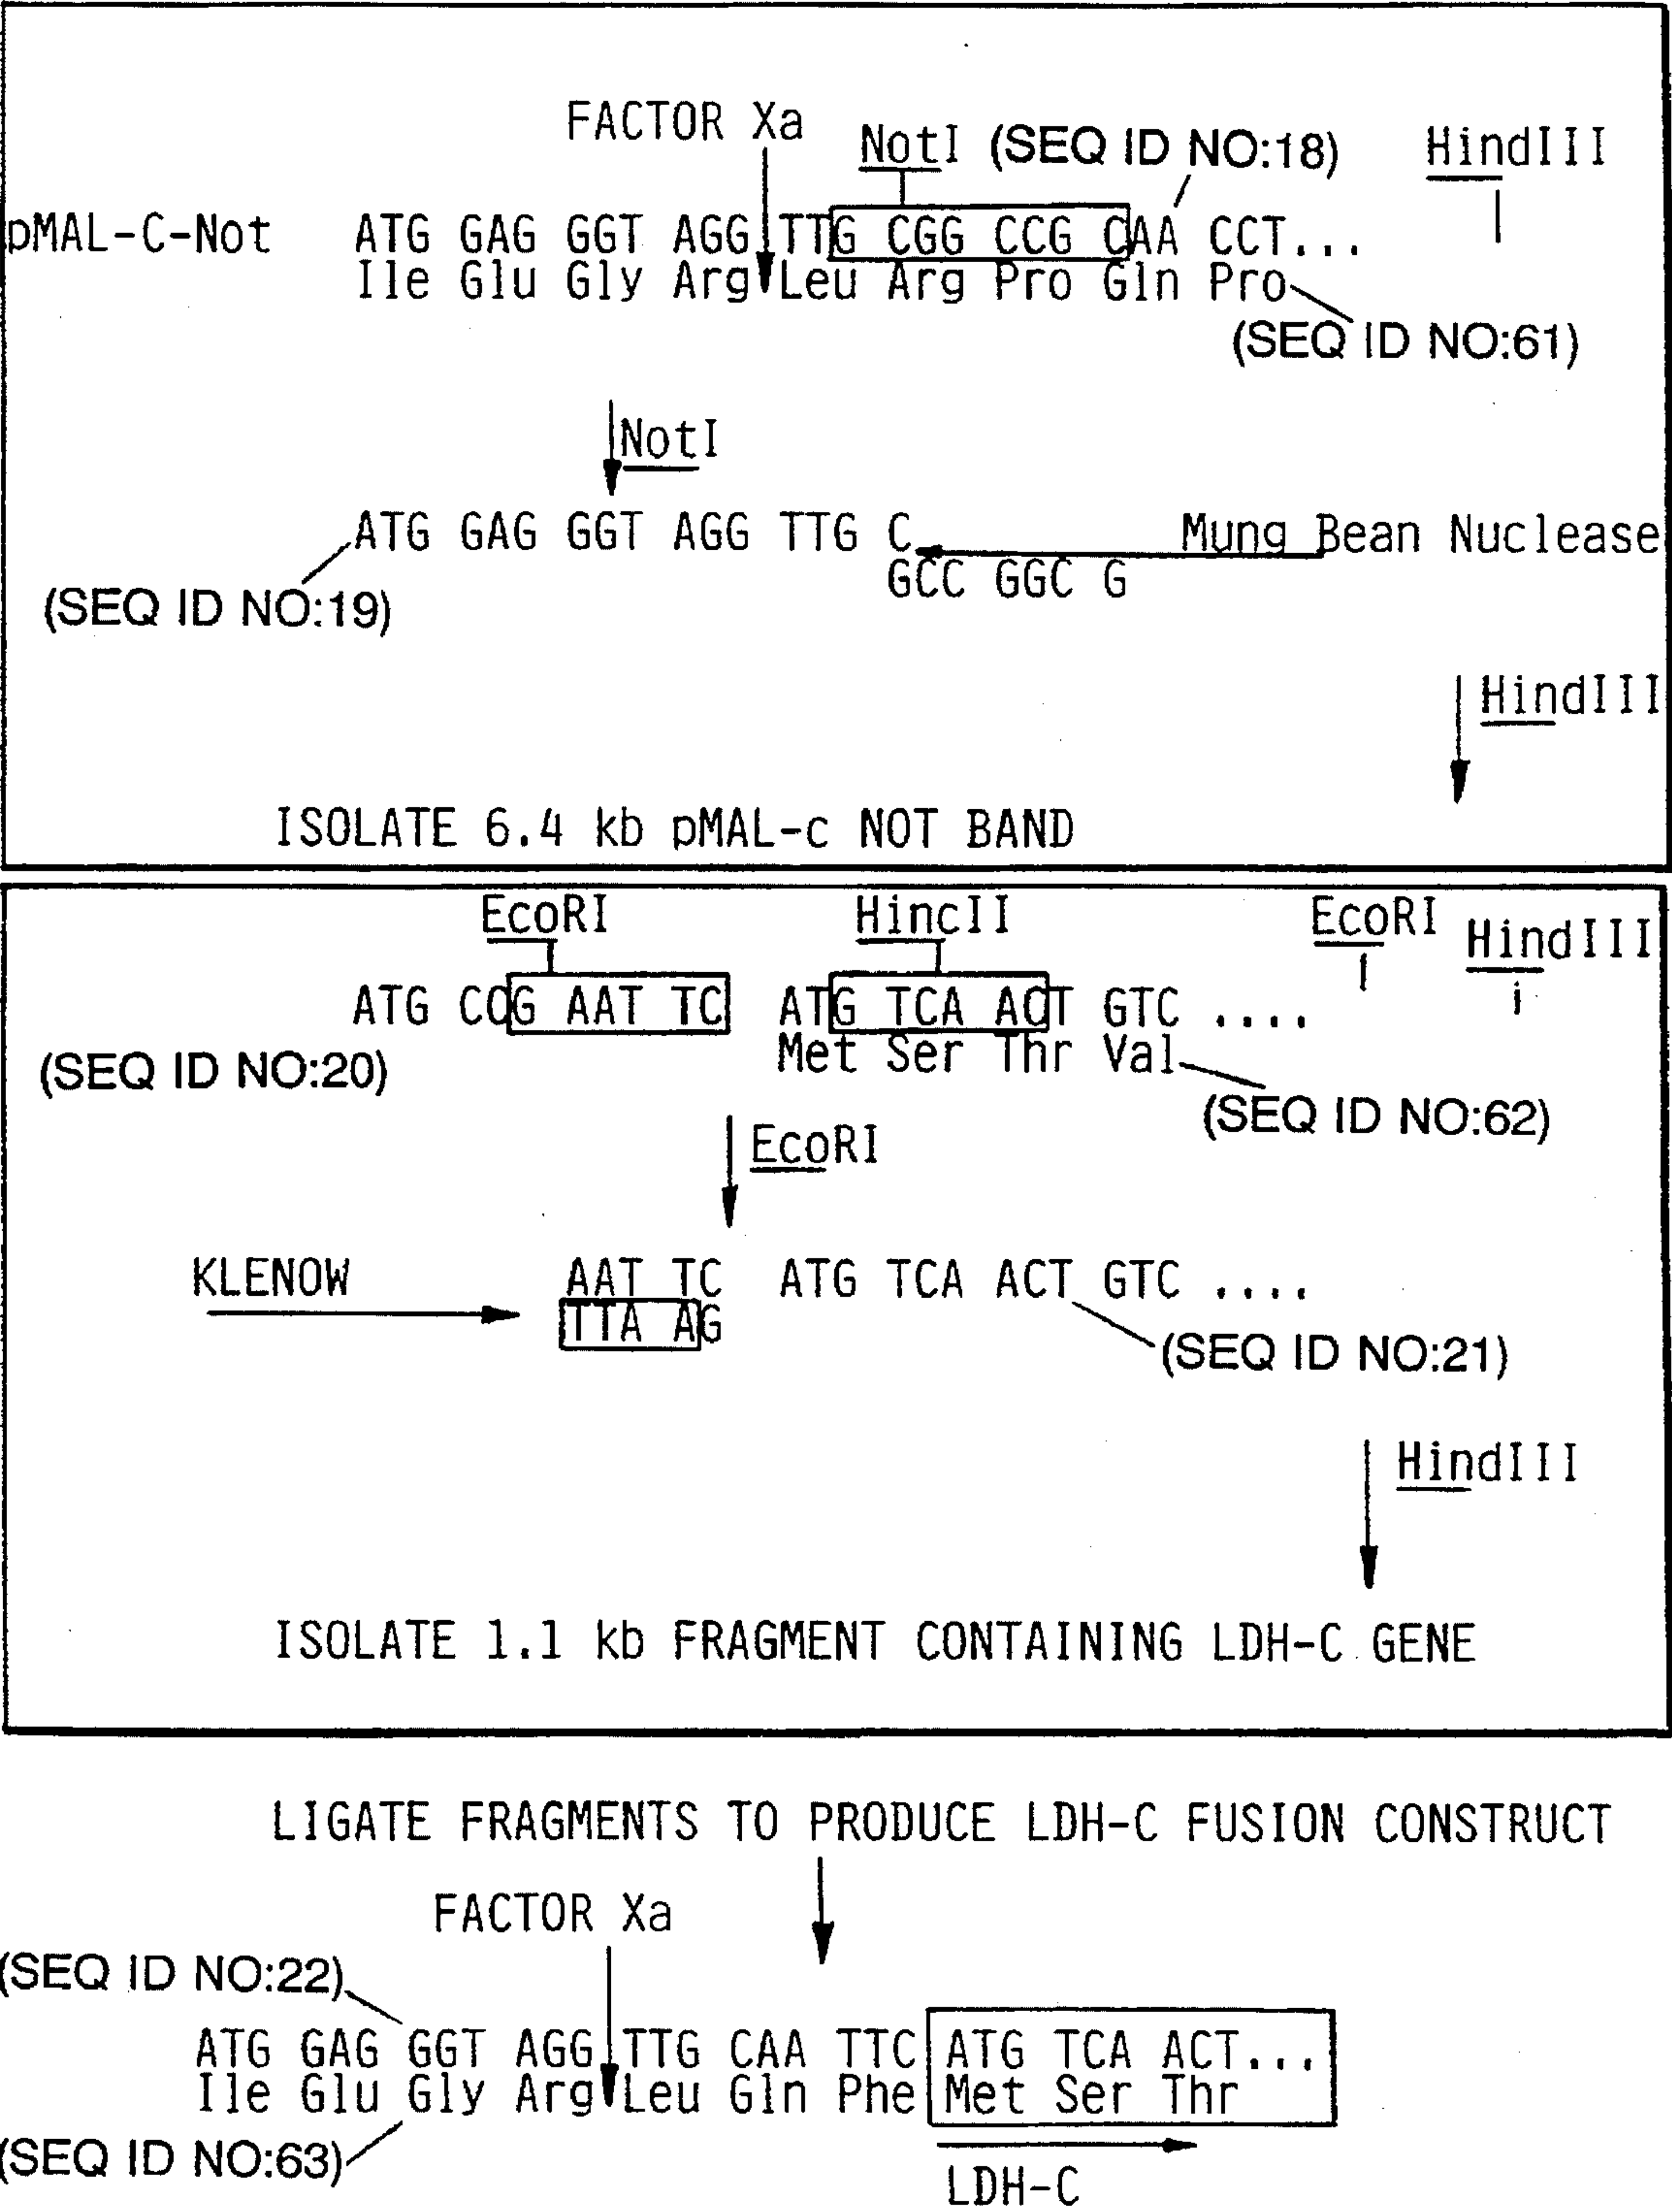 FACTOR Xa
NotI (SEQ ID NO:18) HindIII
pMAL-C-Not ATG GAG GGT AGG TTG CGG CCG CAA CCT...
Ile Glu Gly Arg Leu Arg Pro Gln Pro
(SEQ ID NO:61)
NotI
ATG GAG GGT AGG TTG C Mung Bean Nuclease
GCC GGC G
(SEQ ID NO:19)
HindIII
ISOLATE 6.4 kb pMAL-c NOT BAND
EcoRI HincII EcoRI HindIII
ATG CCG AAT TC ATG TCA ACT GTC ....
Met Ser Thr Val
(SEQ ID NO:20)
(SEQ ID NO:62)
EcoRI
KLENOW AAT TC ATG TCA ACT GTC ....
TTA AG
(SEQ ID NO:21)
HindIII
ISOLATE 1.1 kb FRAGMENT CONTAINING LDH-C GENE
LIGATE FRAGMENTS TO PRODUCE LDH-C FUSION CONSTRUCT
FACTOR Xa
(SEQ ID NO:22)
ATG GAG GGT AGG TTG CAA TTC ATG TCA ACT...
Ile Glu Gly Arg Leu Gln Phe Met Ser Thr
(SEQ ID NO:63)
LDH-C